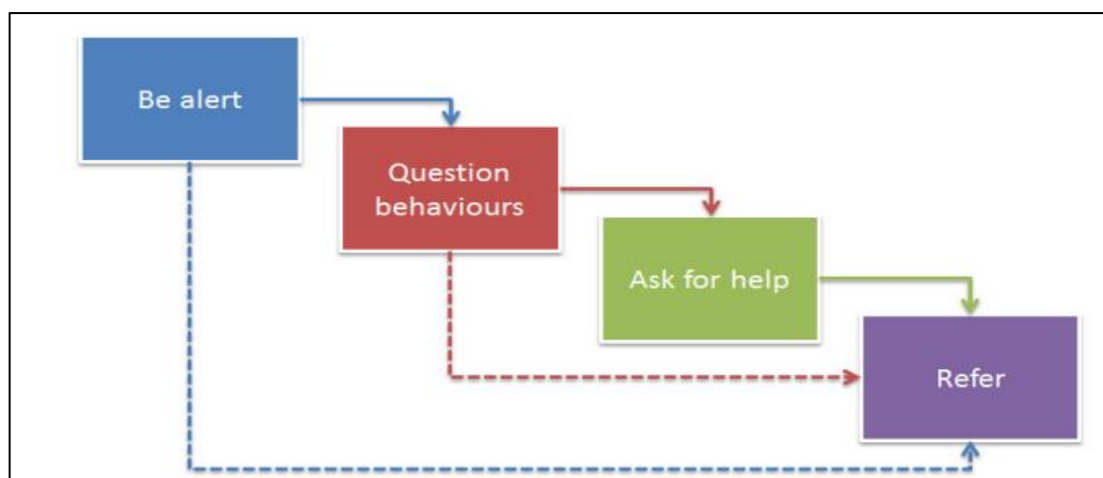 Be alert
Question
behaviours
Ask for help
Refer